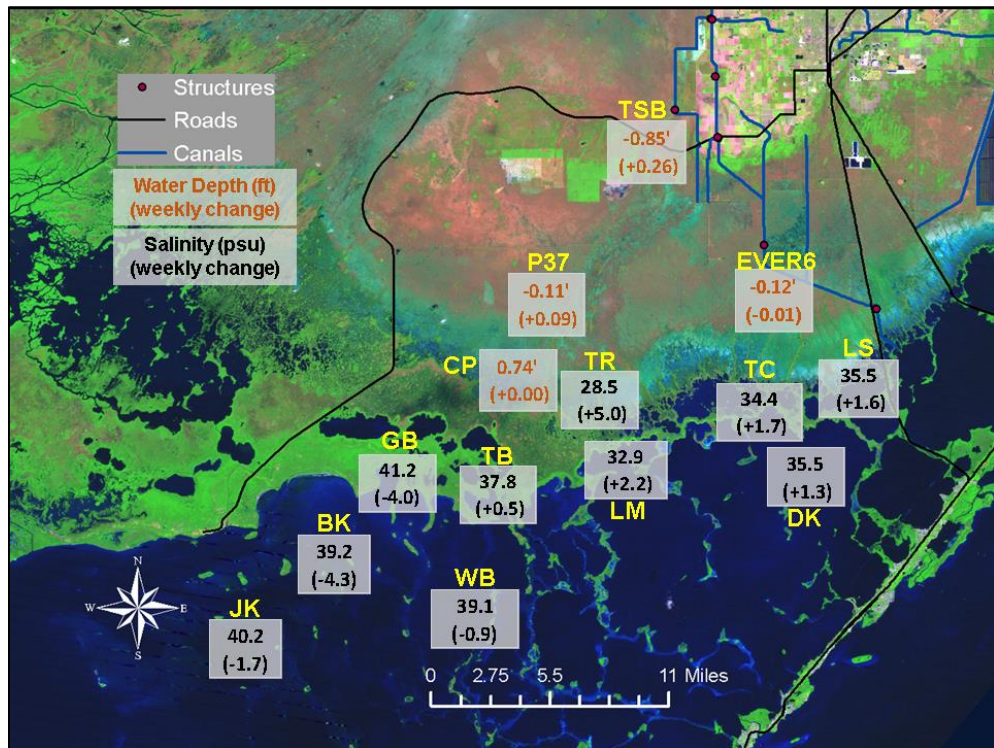 Structures
Roads
Canals
Water Depth (ft)
(weekly change)
Salinity (psu)
(weekly change)
TSB
-0.85'
(+0.26)
P37
-0.11'
(+0.09)
EVER6
-0.12'
(-0.01)
CP
0.74'
(+0.00)
TR
28.5
(+5.0)
TC
34.4
(+1.7)
LS
35.5
(+1.6)
GB
41.2
(-4.0)
TB
37.8
(+0.5)
32.9
(+2.2)
LM
35.5
(+1.3)
DK
BK
39.2
(-4.3)
WB
39.1
(-0.9)
JK
40.2
(-1.7)
N
W E
S
0 2.75 5.5 11 Miles